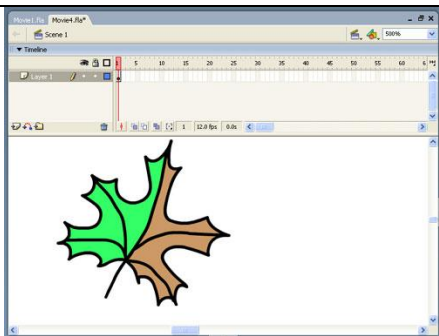 Movie1.fla Movie4.fla*
Scene 1 500%
Timeline
1 5 10 15 20 25 30 35 40 45 50 55 60 6
Layer 1
1 12.0 fps 0.0s